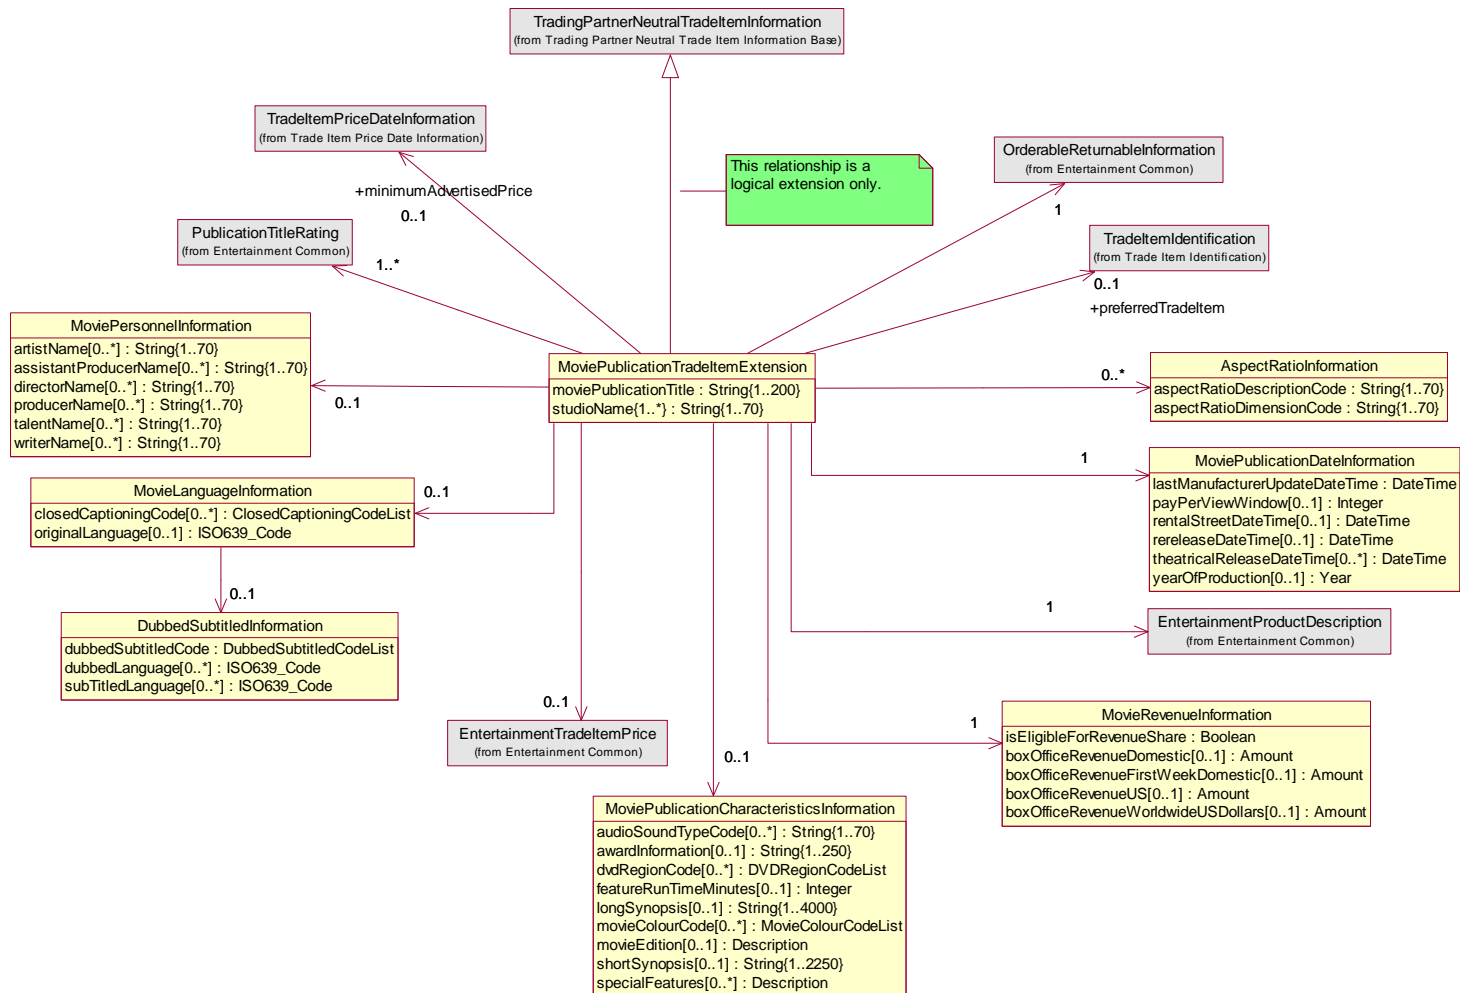 TradingPartnerNeutralTradeItemInformation
(from Trading Partner Neutral Trade Item Information Base)
TradeItemPriceDateInformation
(from Trade Item Price Date Information)
+minimumAdvertisedPrice
0..1
This relationship is a
logical extension only.
OrderableReturnableInformation
(from Entertainment Common)
1
PublicationTitleRating
(from Entertainment Common)
1..*
TradeItemIdentification
(from Trade Item Identification)
0..1
+preferredTradeItem
MoviePersonnelInformation
artistName[0..*] : String{1..70}
assistantProducerName[0..*] : String{1..70}
directorName[0..*] : String{1..70}
producerName[0..*] : String{1..70}
talentName[0..*] : String{1..70}
writerName[0..*] : String{1..70}
0..1
MoviePublicationTradeItemExtension
moviePublicationTitle : String{1..200}
studioName{1..*} : String{1..70}
0..*
AspectRatioInformation
aspectRatioDescriptionCode : String{1..70}
aspectRatioDimensionCode : String{1..70}
1
MoviePublicationDateInformation
lastManufacturerUpdateDateTime : DateTime
payPerViewWindow[0..1] : Integer
rentalStreetDateTime[0..1] : DateTime
rereleaseDateTime[0..1] : DateTime
theatricalReleaseDateTime[0..*] : DateTime
yearOfProduction[0..1] : Year
MovieLanguageInformation
closedCaptioningCode[0..*] : ClosedCaptioningCodeList
originalLanguage[0..1] : ISO639_Code
0..1
0..1
DubbedSubtitledInformation
dubbedSubtitledCode : DubbedSubtitledCodeList
dubbedLanguage[0..*] : ISO639_Code
subTitledLanguage[0..*] : ISO639_Code
1
EntertainmentProductDescription
(from Entertainment Common)
0..1
EntertainmentTradeItemPrice
(from Entertainment Common)
1
MovieRevenueInformation
isEligibleForRevenueShare : Boolean
boxOfficeRevenueDomestic[0..1] : Amount
boxOfficeRevenueFirstWeekDomestic[0..1] : Amount
boxOfficeRevenueUS[0..1] : Amount
boxOfficeRevenueWorldwideUSDollars[0..1] : Amount
0..1
MoviePublicationCharacteristicsInformation
audioSoundTypeCode[0..*] : String{1..70}
awardInformation[0..1] : String{1..250}
dvdRegionCode[0..*] : DVDRegionCodeList
featureRunTimeMinutes[0..1] : Integer
longSynopsis[0..1] : String{1..4000}
movieColourCode[0..*] : MovieColourCodeList
movieEdition[0..1] : Description
shortSynopsis[0..1] : String{1..2250}
specialFeatures[0..*] : Description